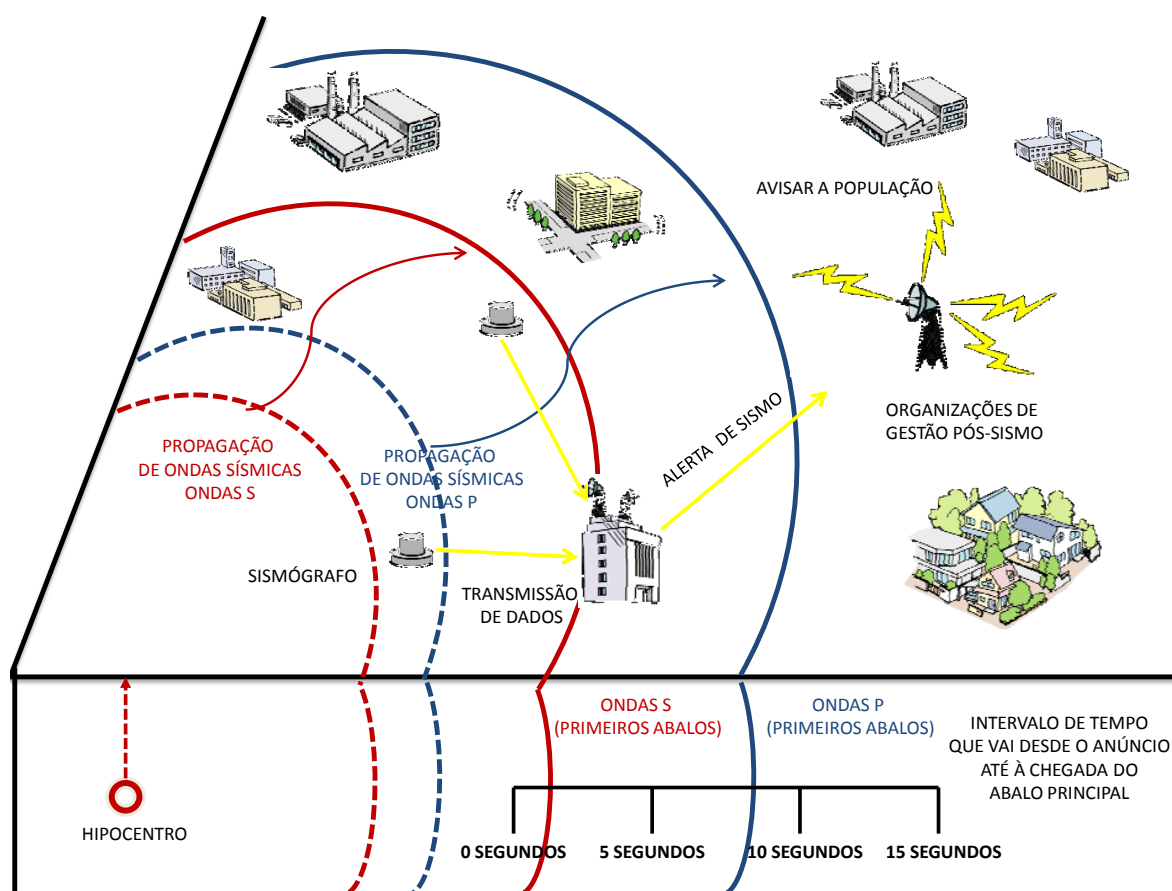 AVISAR A POPULAÇÃO
ALERTA DE SISMO
ORGANIZAÇÕES DE
GESTÃO PÓS-SISMO
PROPAGAÇÃO
DE ONDAS SÍSMICAS
ONDAS S
PROPAGAÇÃO
DE ONDAS SÍSMICAS
ONDAS P
SISMÓGRAFO
TRANSMISSÃO
DE DADOS
ONDAS S
(PRIMEIROS ABALOS)
ONDAS P
(PRIMEIROS ABALOS)
INTERVALO DE TEMPO
QUE VAI DESDE O ANÚNCIO
ATÉ À CHEGADA DO
ABALO PRINCIPAL
HIPOCENTRO
0 SEGUNDOS
5 SEGUNDOS
10 SEGUNDOS
15 SEGUNDOS